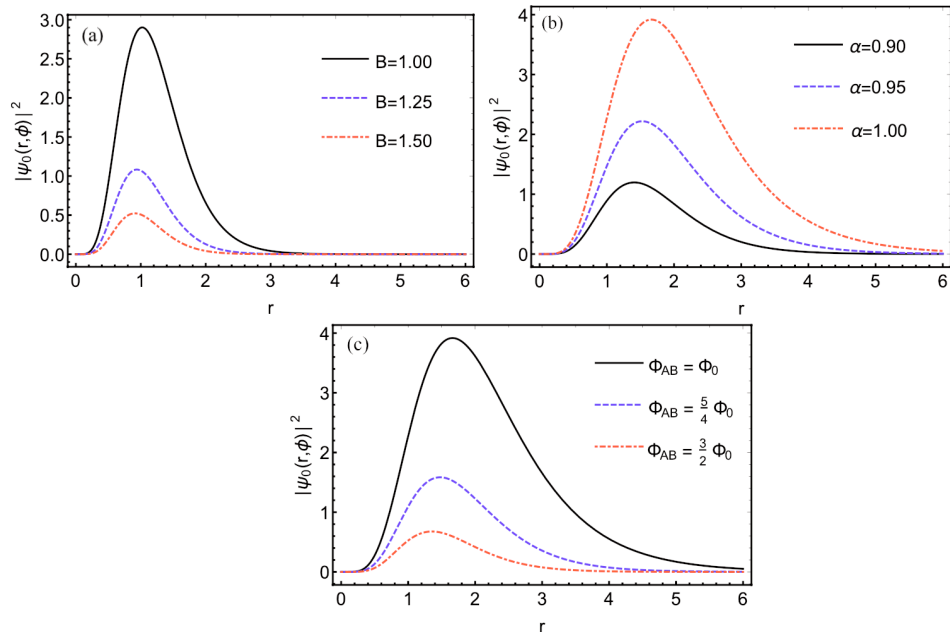 (a)
|ψ₀(r,ϕ)|²
3.0
2.5
2.0
1.5
1.0
0.5
0.0
B=1.00
B=1.25
B=1.50
0 1 2 3 4 5 6
r
(b)
|ψ₀(r,ϕ)|²
4
3
2
1
0
α=0.90
α=0.95
α=1.00
0 1 2 3 4 5 6
r
(c)
|ψ₀(r,ϕ)|²
4
3
2
1
0
Φ_AB = Φ₀
Φ_AB = 5/4 Φ₀
Φ_AB = 3/2 Φ₀
0 1 2 3 4 5 6
r